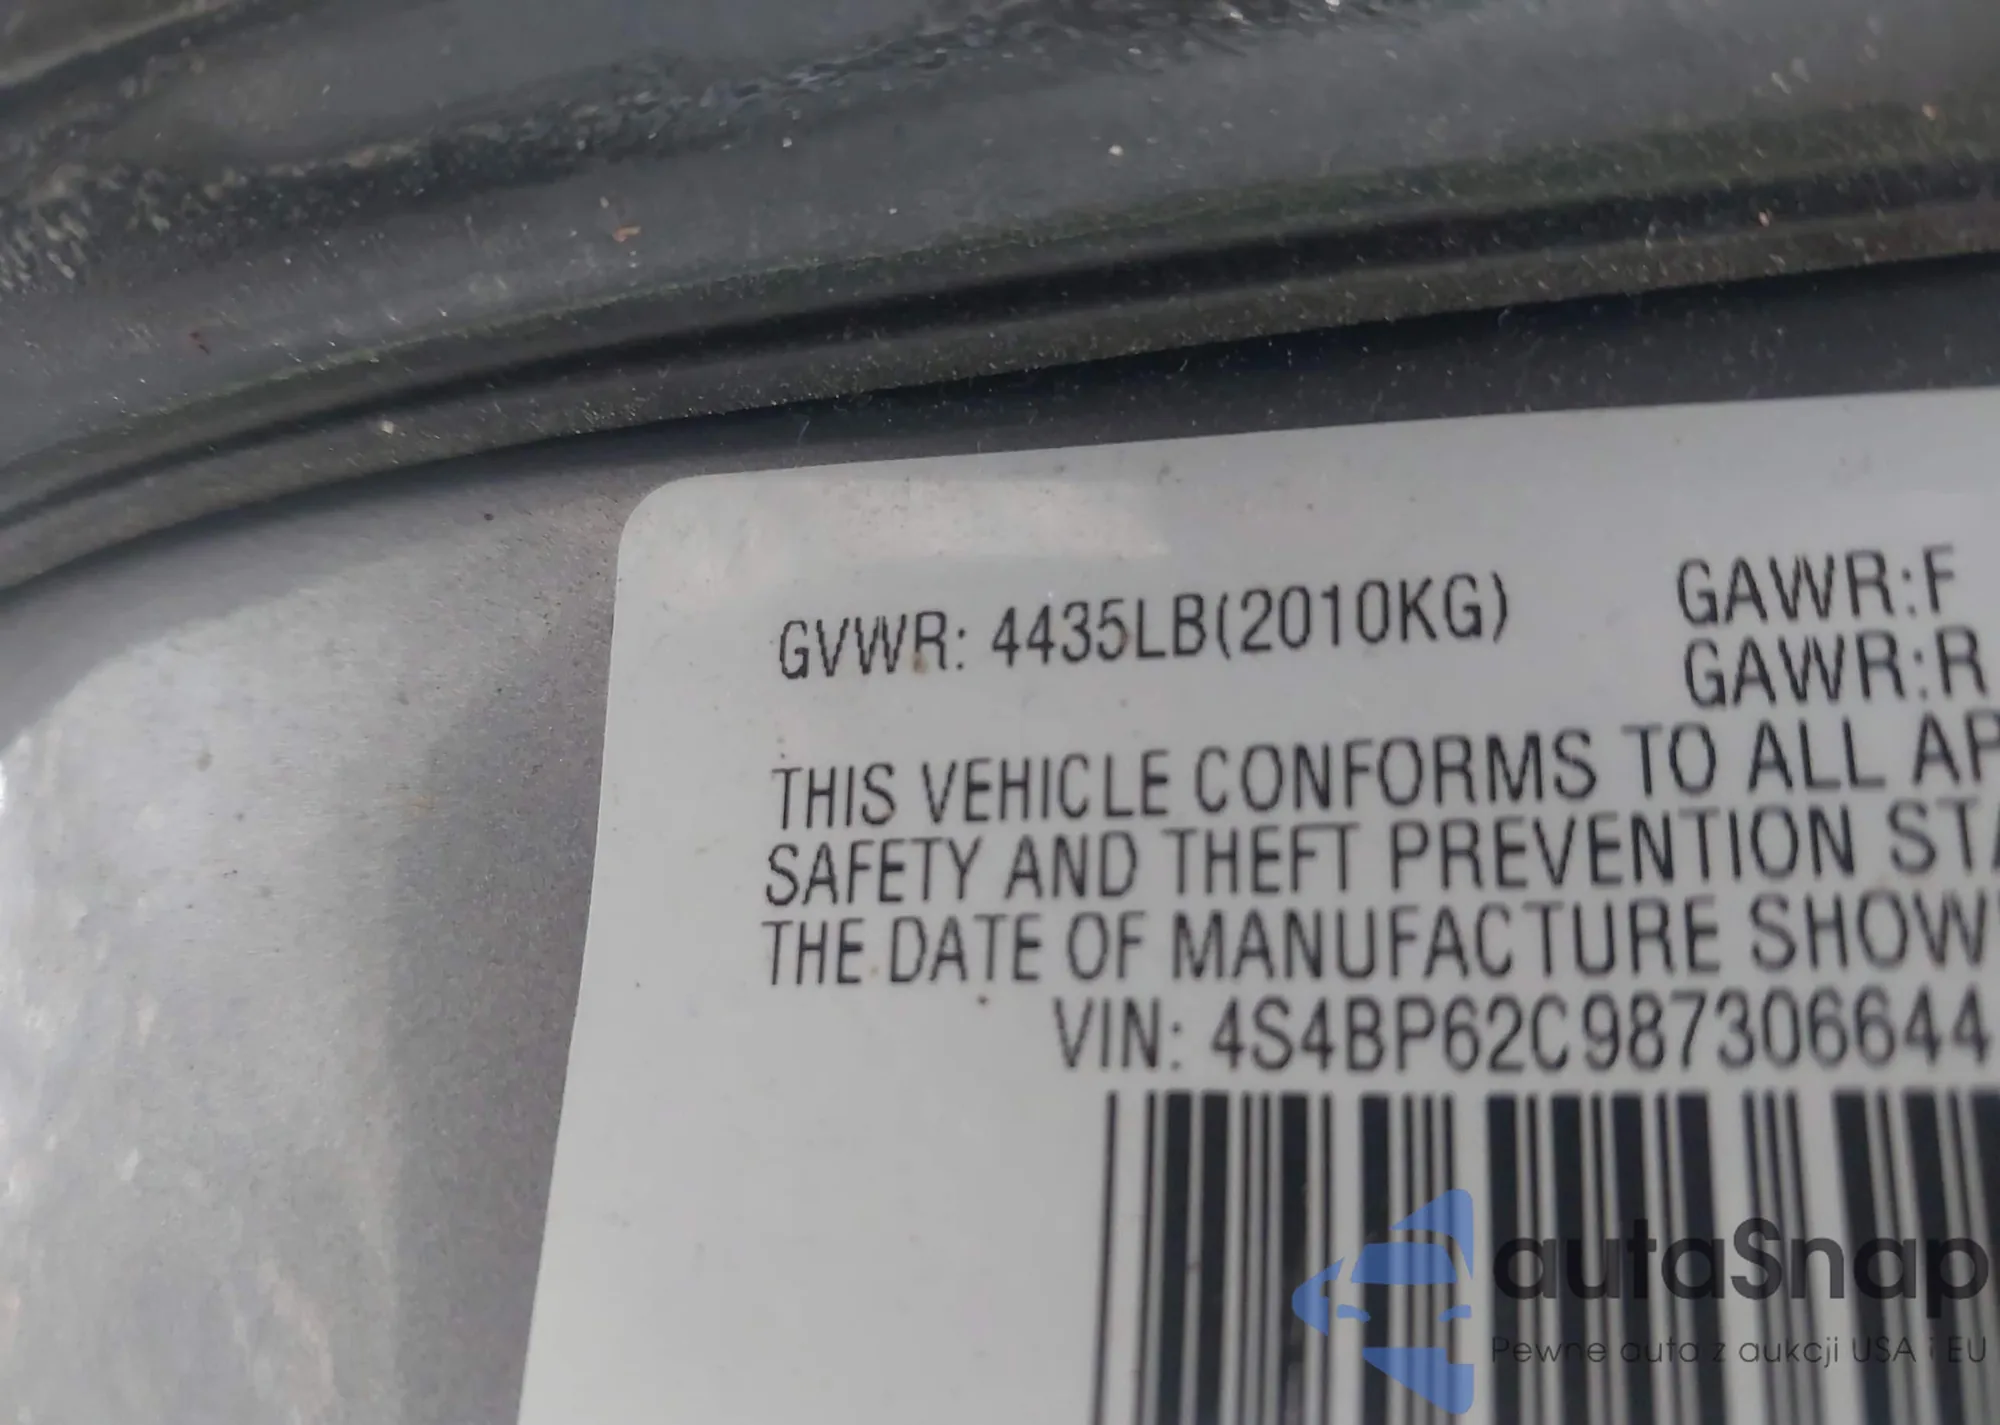 GVWR: 4435LB(2010KG) GAWR:F
GAWR:R
THIS VEHICLE CONFORMS TO ALL AP
SAFETY AND THEFT PREVENTION STA
THE DATE OF MANUFACTURE SHOW
VIN: 4S4BP62C987306644
autaSnap
Pewne auta z aukcji USA i EU